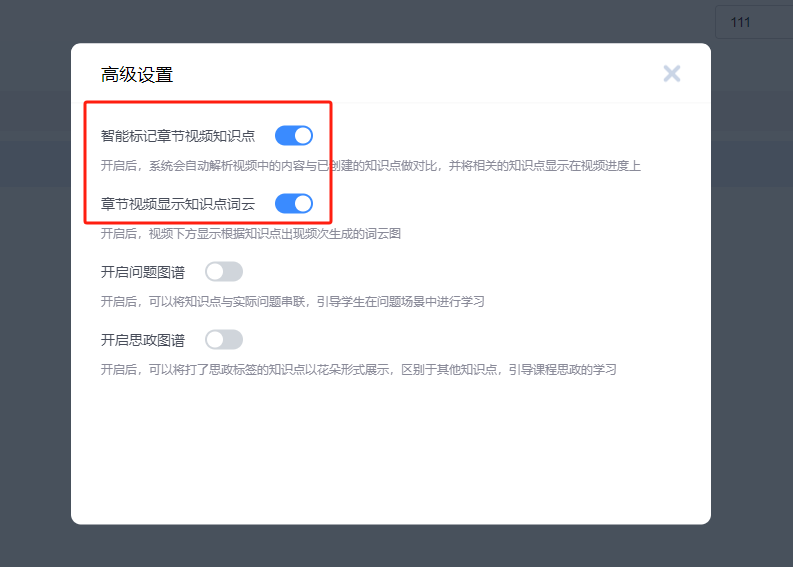 111
高级设置
智能标记章节视频知识点
开启后，系统会自动解析视频中的内容与已创建的知识点做对比，并将相关的知识点显示在视频进度上
章节视频显示知识点词云
开启后，视频下方显示根据知识点出现频次生成的词云图
开启问题图谱
开启后，可以将知识点与实际问题串联，引导学生在问题场景中进行学习
开启思政图谱
开启后，可以将打了思政标签的知识点以花朵形式展示，区别于其他知识点，引导课程思政的学习